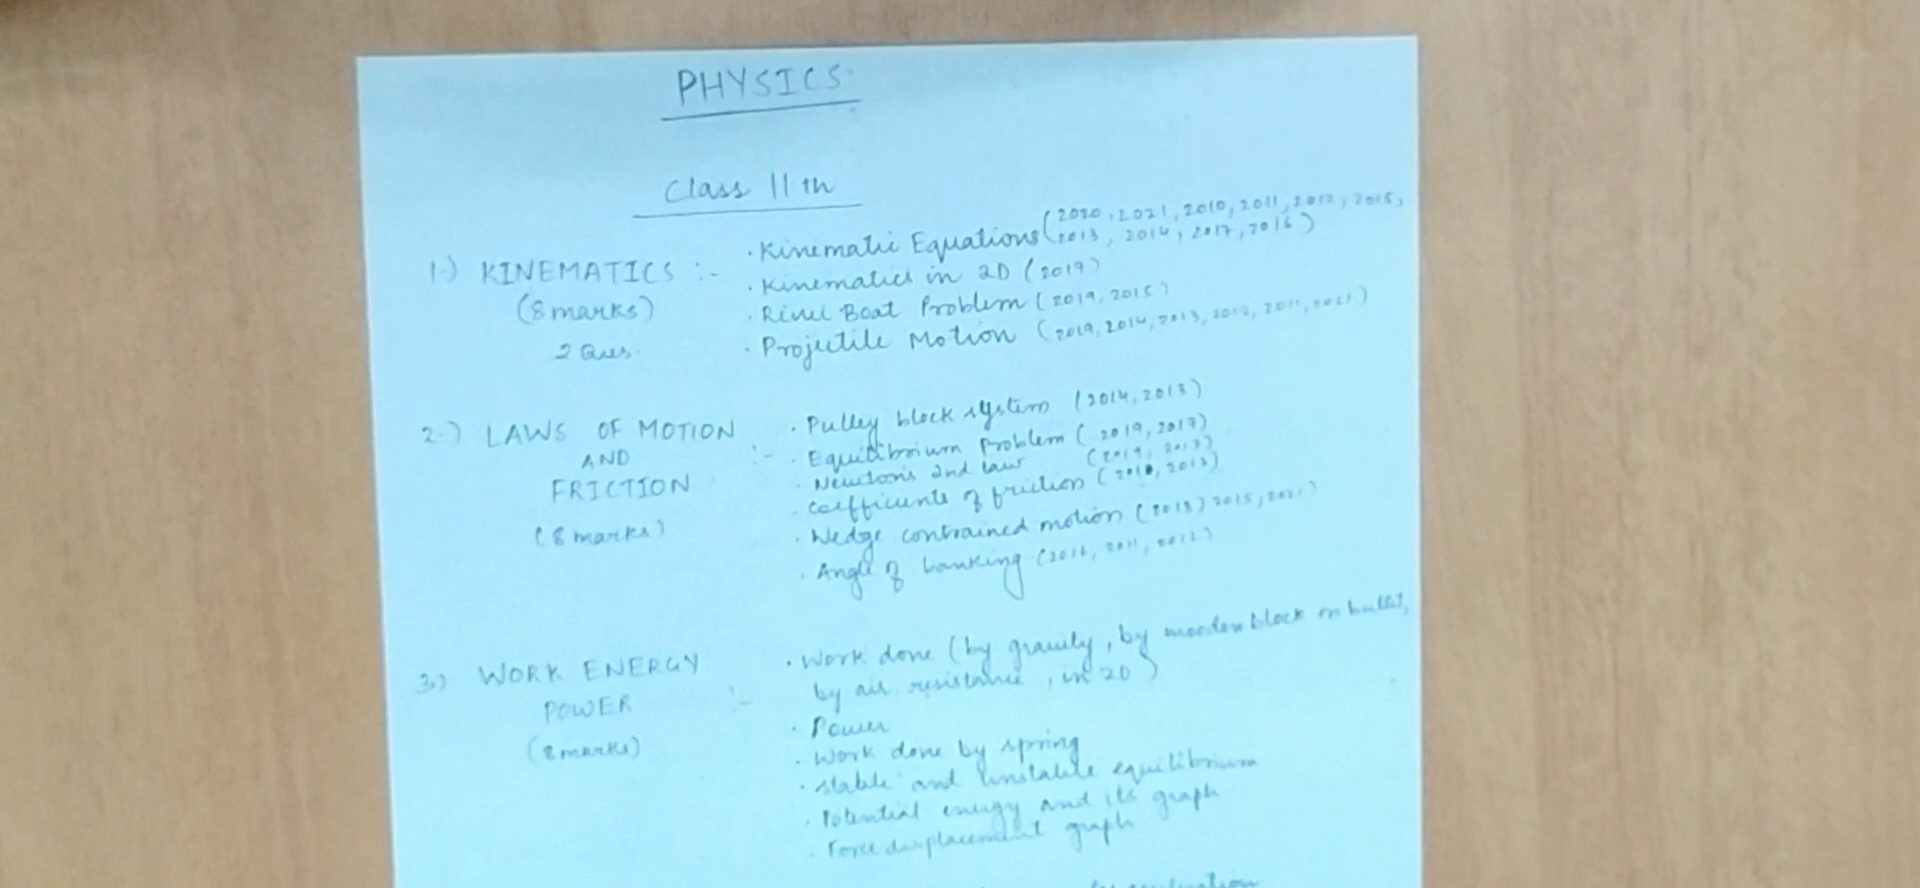 PHYSICS
Class 11th
1.) KINEMATICS :-
(8 marks)
2 Ques.
• Kinematic Equations (2020, 2021, 2010, 2011, 2012, 2015,
2013, 2014, 2017, 2016)
• Kinematics in 2D (2019)
• River Boat Problem (2019, 2015)
• Projectile Motion (2019, 2014, 2013, 2012, 2011, 2021)
2.) LAWS OF MOTION
AND
FRICTION
(8 marks)
:-
• Pulley block system (2014, 2013)
• Equilibrium Problem (2019, 2017)
• Newton's 2nd law (2019, 2017)
• Coefficients of friction (2018, 2013)
• Wedge contrained motion (2018) 2015, 2021)
• Angle of banking (2016, 2011, 2012)
3.) WORK ENERGY
POWER :-
(8 marks)
• Work done (by gravity, by wooden block on bullet,
by air resistance, in 2D)
• Power
• Work done by spring
• Stable and Unstable equilibrium
• Potential energy and its graph
• Force displacement graph